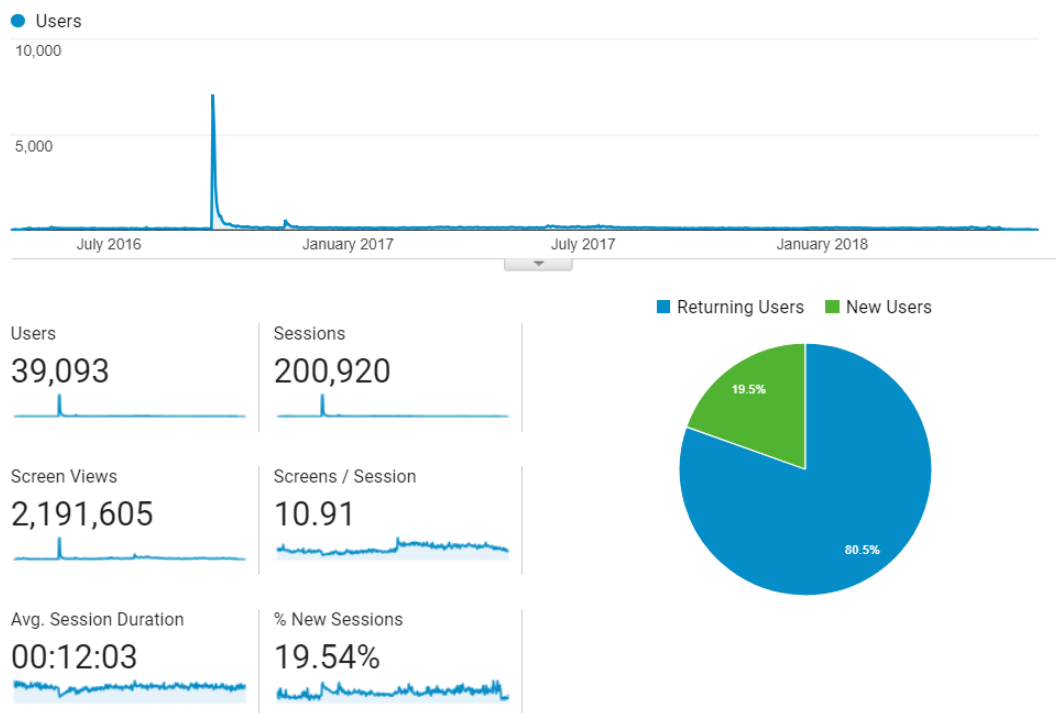 Users
10,000
5,000
July 2016 January 2017 July 2017 January 2018
Returning Users New Users
Users Sessions
39,093 200,920
19.5%
Screen Views Screens / Session
2,191,605 10.91
80.5%
Avg. Session Duration % New Sessions
00:12:03 19.54%